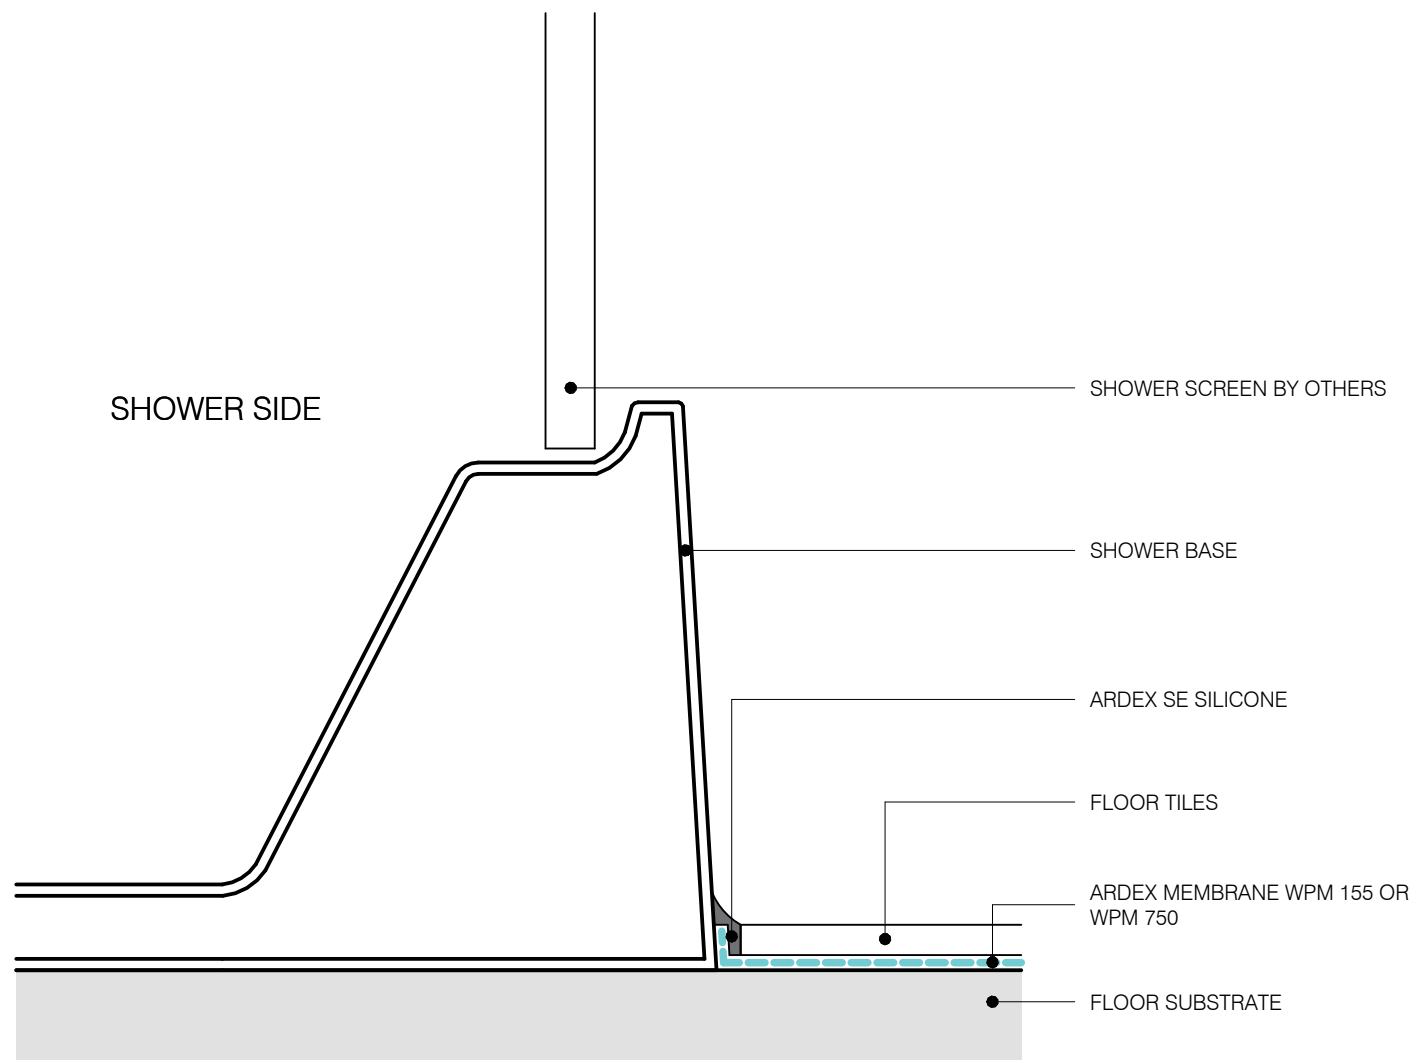 SHOWER SIDE
SHOWER SCREEN BY OTHERS
SHOWER BASE
ARDEX SE SILICONE
FLOOR TILES
ARDEX MEMBRANE WPM 155 OR
WPM 750
FLOOR SUBSTRATE